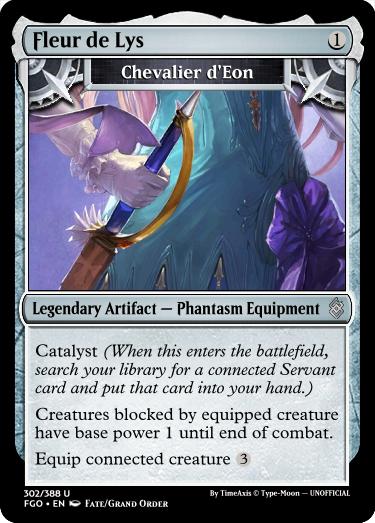 Fleur de Lys 1
Chevalier d'Eon
Legendary Artifact — Phantasm Equipment
Catalyst (When this enters the battlefield,
search your library for a connected Servant
card and put that card into your hand.)
Creatures blocked by equipped creature
have base power 1 until end of combat.
Equip connected creature 3
302/388 U
FGO • EN Fate/Grand Order
By TimeAxis © Type-Moon — UNOFFICIAL